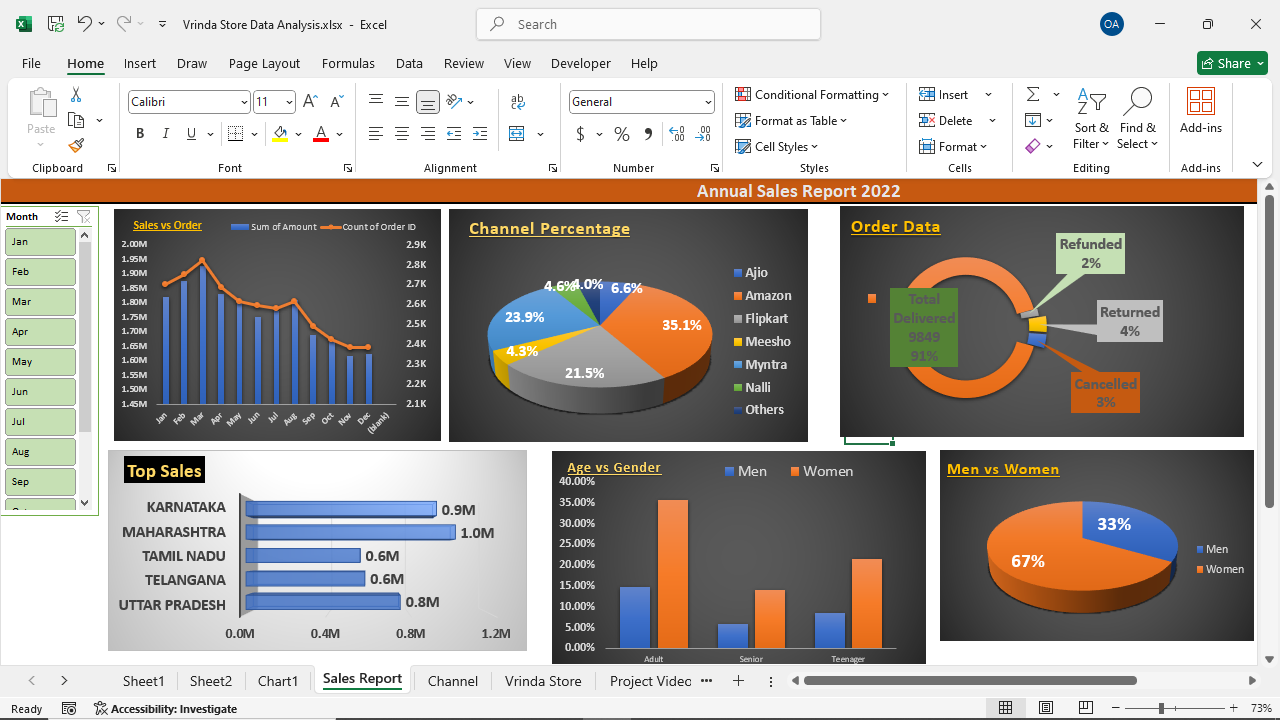 Vrinda Store Data Analysis.xlsx - Excel
Search
OA
File
Home
Insert
Draw
Page Layout
Formulas
Data
Review
View
Developer
Help
Share
Paste
Calibri
11
B
I
U
General
$
%
Conditional Formatting
Format as Table
Cell Styles
Insert
Delete
Format
Sort &
Filter
Find &
Select
Add-ins
Clipboard
Font
Alignment
Number
Styles
Cells
Editing
Add-ins
Annual Sales Report 2022
Month
Jan
Feb
Mar
Apr
May
Jun
Jul
Aug
Sep
Sales vs Order
Sum of Amount
Count of Order ID
2.00M
1.95M
1.90M
1.85M
1.80M
1.75M
1.70M
1.65M
1.60M
1.55M
1.50M
1.45M
2.9K
2.8K
2.7K
2.6K
2.5K
2.4K
2.3K
2.2K
2.1K
Jan
Feb
Mar
Apr
May
Jun
Jul
Aug
Sep
Oct
Nov
Dec
(blank)
Channel Percentage
4.6%
4.0%
6.6%
35.1%
21.5%
4.3%
23.9%
Ajio
Amazon
Flipkart
Meesho
Myntra
Nalli
Others
Order Data
Refunded
2%
Total
Delivered
9849
91%
Returned
4%
Cancelled
3%
Top Sales
KARNATAKA
0.9M
MAHARASHTRA
1.0M
TAMIL NADU
0.6M
TELANGANA
0.6M
UTTAR PRADESH
0.8M
0.0M
0.4M
0.8M
1.2M
Age vs Gender
Men
Women
40.00%
35.00%
30.00%
25.00%
20.00%
15.00%
10.00%
5.00%
0.00%
Adult
Senior
Teenager
Men vs Women
33%
67%
Men
Women
Sheet1
Sheet2
Chart1
Sales Report
Channel
Vrinda Store
Project Video
Ready
Accessibility: Investigate
73%